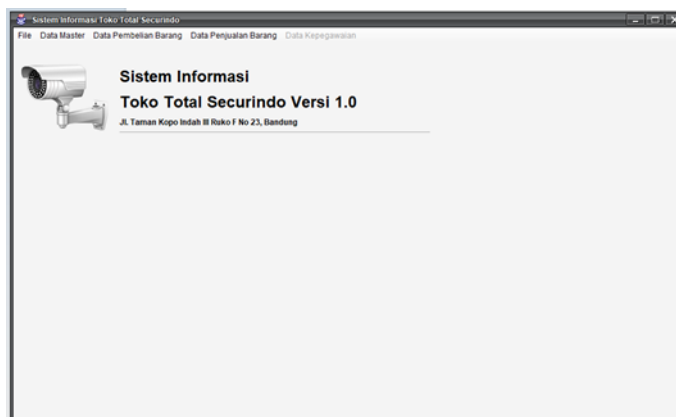 Sistem Informasi Toko Total Securindo
File Data Master Data Pembelian Barang Data Penjualan Barang Data Kepegawaian
Sistem Informasi
Toko Total Securindo Versi 1.0
Jl. Taman Kopo Indah III Ruko F No 23, Bandung